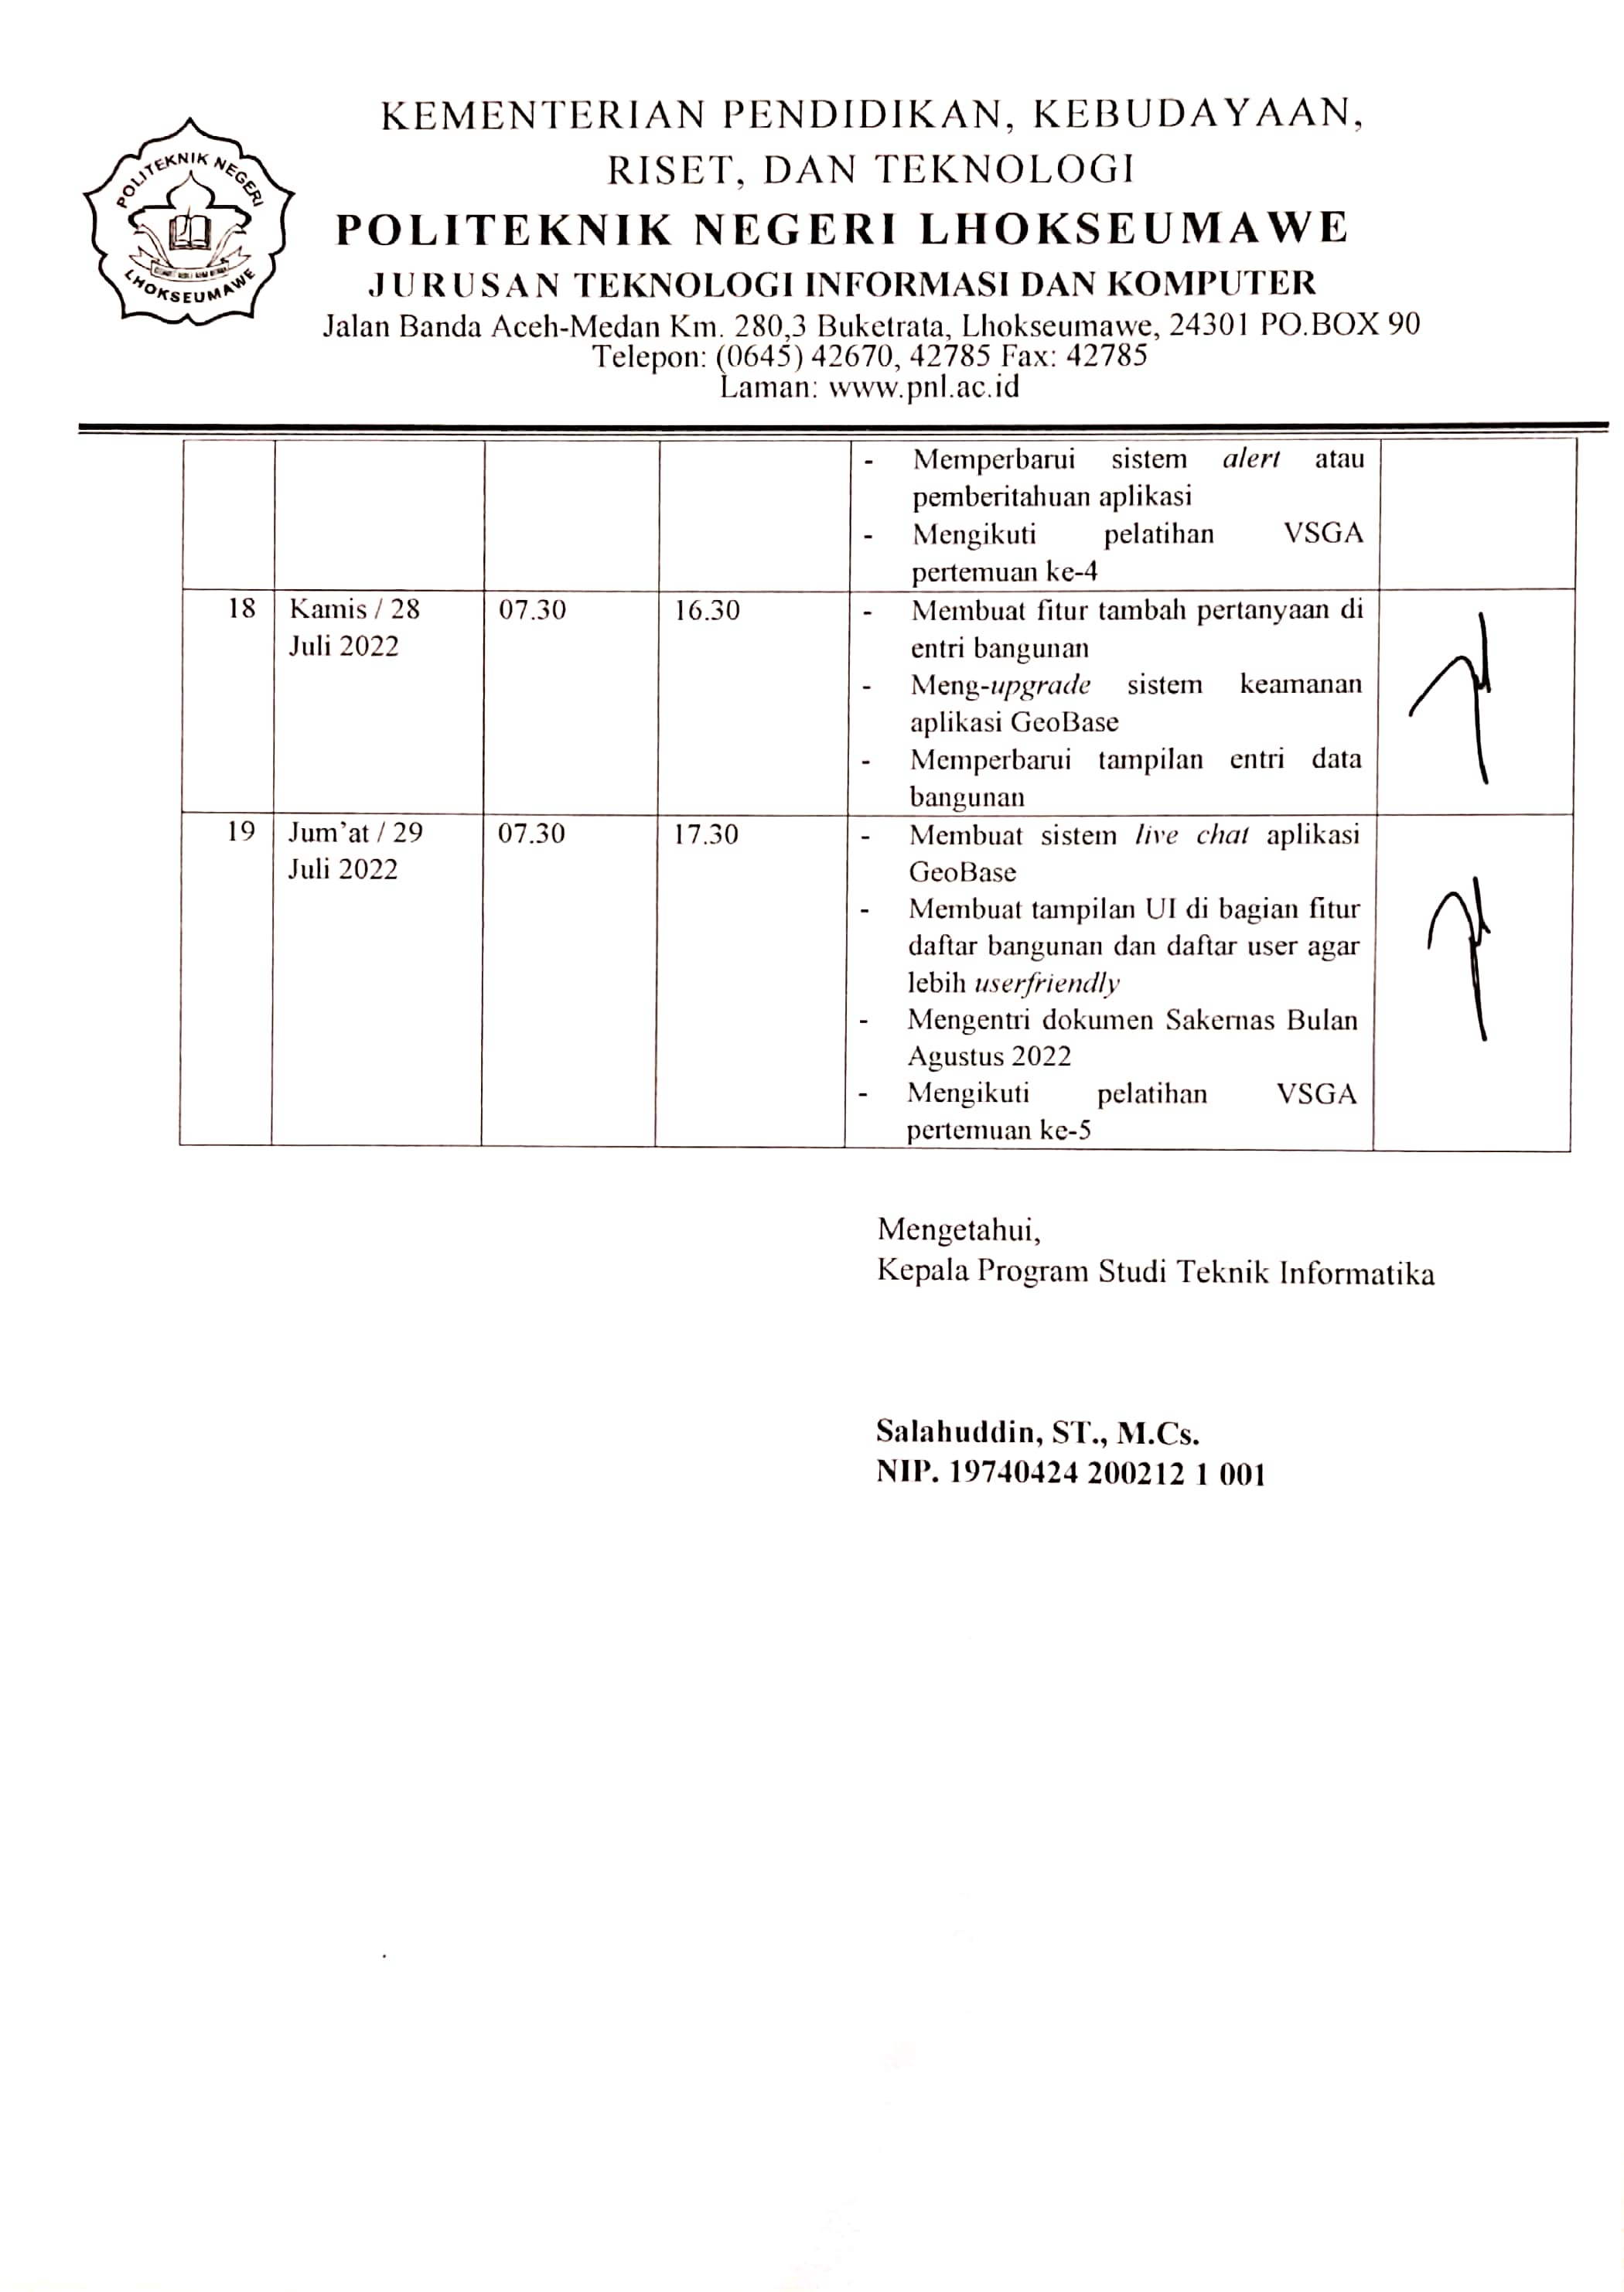 POLITEKNIK NEGERI
LHOKSEUMAWE
KEMENTERIAN PENDIDIKAN, KEBUDAYAAN,
RISET, DAN TEKNOLOGI
POLITEKNIK NEGERI LHOKSEUMAWE
JURUSAN TEKNOLOGI INFORMASI DAN KOMPUTER
Jalan Banda Aceh-Medan Km. 280,3 Buketrata, Lhokseumawe, 24301 PO.BOX 90
Telepon: (0645) 42670, 42785 Fax: 42785
Laman: www.pnl.ac.id
- Memperbarui sistem alert atau
pemberitahuan aplikasi
- Mengikuti pelatihan VSGA
pertemuan ke-4
18 Kamis / 28 07.30 16.30 - Membuat fitur tambah pertanyaan di
Juli 2022 entri bangunan
- Meng-upgrade sistem keamanan
aplikasi GeoBase
- Memperbarui tampilan entri data
bangunan
19 Jum'at / 29 07.30 17.30 - Membuat sistem live chat aplikasi
Juli 2022 GeoBase
- Membuat tampilan UI di bagian fitur
daftar bangunan dan daftar user agar
lebih userfriendly
- Mengentri dokumen Sakernas Bulan
Agustus 2022
- Mengikuti pelatihan VSGA
pertemuan ke-5
Mengetahui,
Kepala Program Studi Teknik Informatika
Salahuddin, ST., M.Cs.
NIP. 19740424 200212 1 001